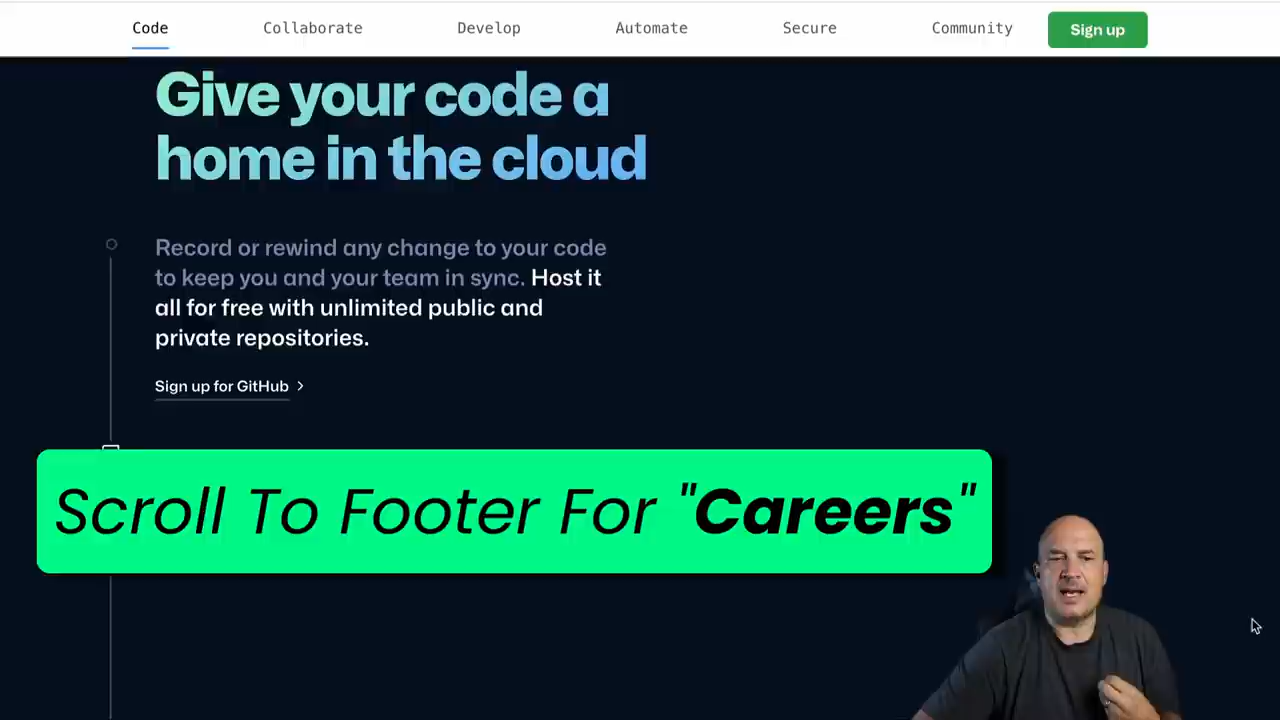 Code Collaborate Develop Automate Secure Community Sign up
Give your code a
home in the cloud
Record or rewind any change to your code
to keep you and your team in sync. Host it
all for free with unlimited public and
private repositories.
Sign up for GitHub
Scroll To Footer For "Careers"